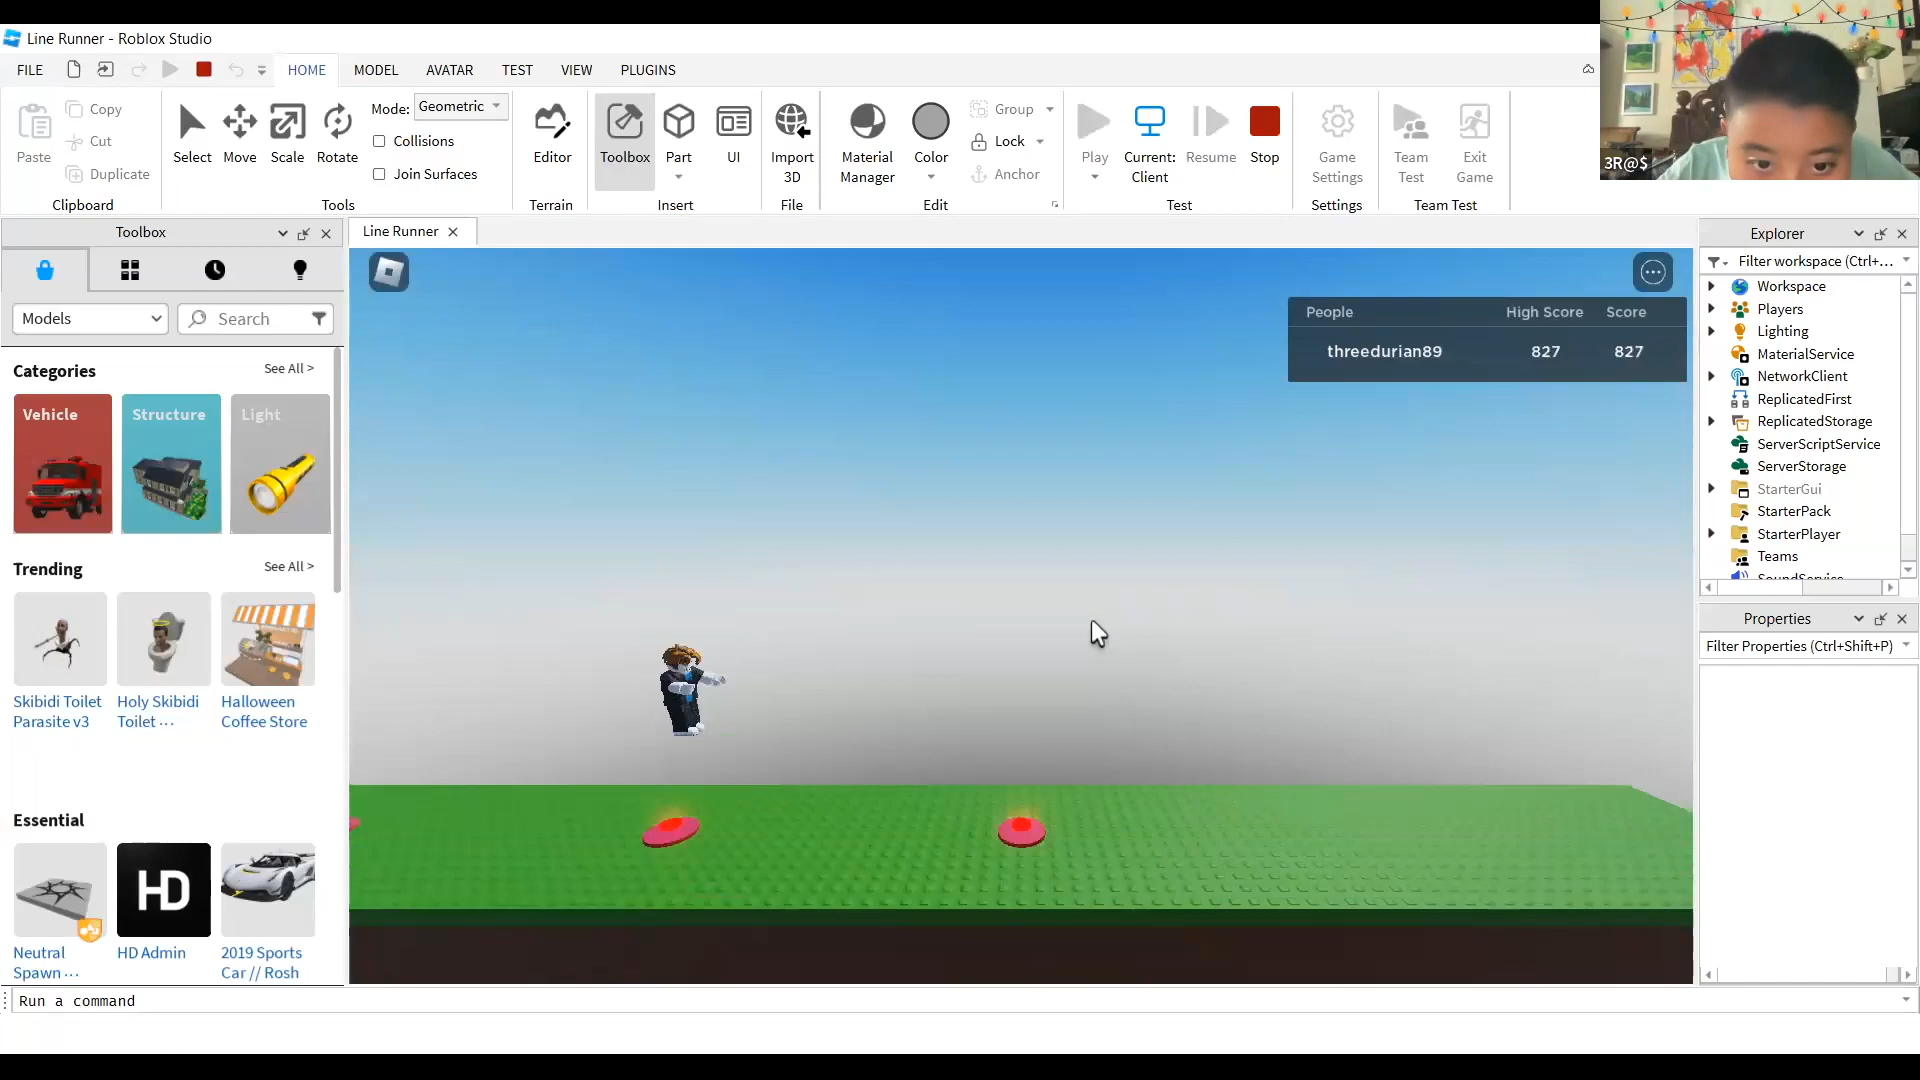 Line Runner - Roblox Studio
FILE
HOME
MODEL
AVATAR
TEST
VIEW
PLUGINS
Paste
Copy
Cut
Duplicate
Clipboard
Select
Move
Scale
Rotate
Mode: Geometric
Collisions
Join Surfaces
Tools
Editor
Terrain
Toolbox
Part
UI
Insert
Import
3D
File
Material
Manager
Color
Group
Lock
Anchor
Edit
Play
Current:
Client
Resume
Stop
Test
Game
Settings
Settings
Team
Test
Exit
Game
Team Test
3R@$
Toolbox
Models
Search
Categories
See All >
Vehicle
Structure
Light
Trending
See All >
Skibidi Toilet
Parasite v3
Holy Skibidi
Toilet ...
Halloween
Coffee Store
Essential
See All >
HD
Neutral
Spawn ...
HD Admin
2019 Sports
Car // Rosh
Run a command
Line Runner
People High Score Score
threedurian89 827 827
Explorer
Filter workspace (Ctrl+...
Workspace
Players
Lighting
MaterialService
NetworkClient
ReplicatedFirst
ReplicatedStorage
ServerScriptService
ServerStorage
StarterGui
StarterPack
StarterPlayer
Teams
SoundService
Properties
Filter Properties (Ctrl+Shift+P)